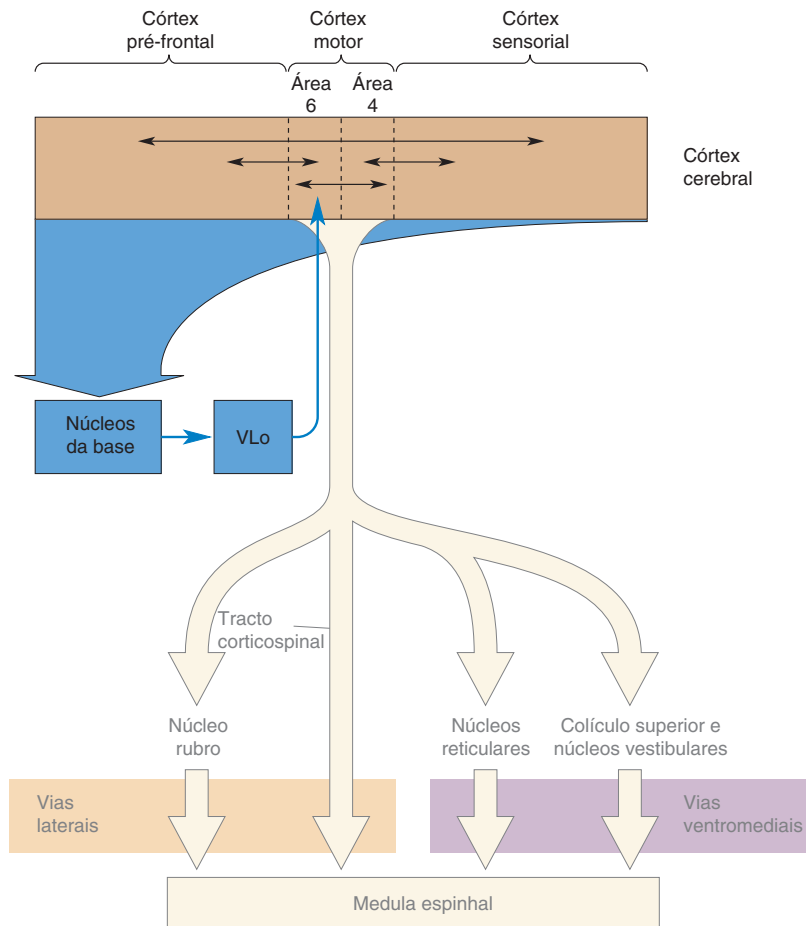 Córtex
pré-frontal
Córtex
motor
Córtex
sensorial
Área
6
Área
4
Córtex
cerebral
Núcleos
da base
VLo
Tracto
corticospinal
Núcleo
rubro
Núcleos
reticulares
Colículo superior e
núcleos vestibulares
Vias
laterais
Vias
ventromediais
Medula espinhal